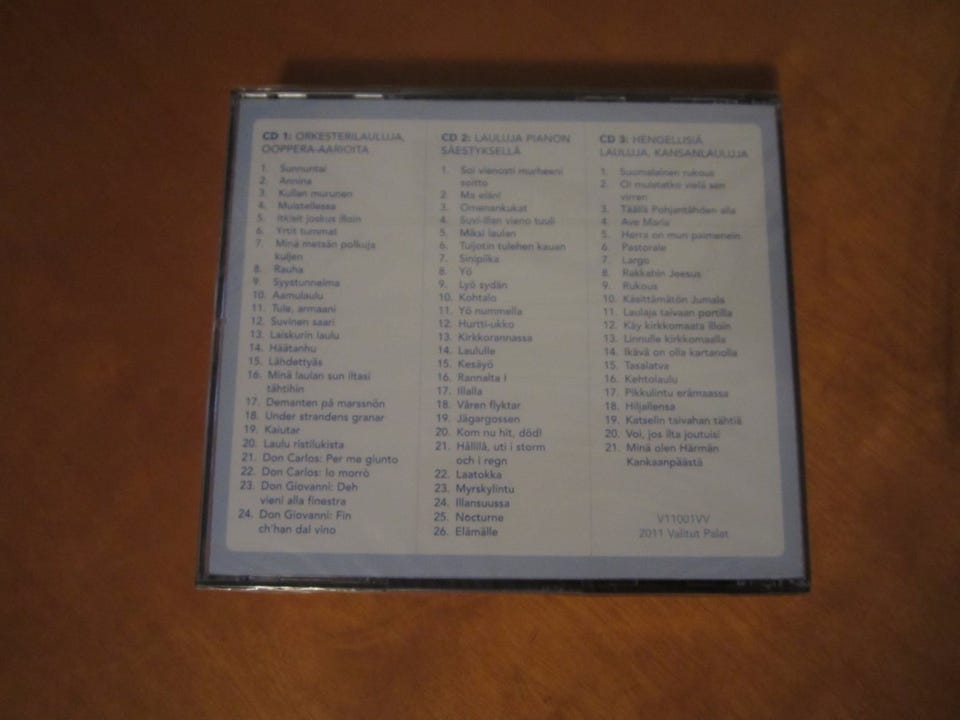 CD 1: ORKESTERILAULUJA,
OOPPERA-AARIOITA
1. Sunnuntai
2. Annina
3. Kullan murunen
4. Muistellessa
5. Itkisit joskus illoin
6. Yrtit tummat
7. Minä metsän polkuja
kuljen
8. Rauha
9. Syystunnelma
10. Aamulaulu
11. Tule, armaani
12. Suvinen saari
13. Laiskurin laulu
14. Häätanhu
15. Lähdettyäs
16. Minä laulan sun iltasi
tähtihin
17. Demanten på marssnön
18. Under strandens granar
19. Kaiutar
20. Laulu ristilukista
21. Don Carlos: Per me giunto
22. Don Carlos: Io morrò
23. Don Giovanni: Deh
vieni alla finestra
24. Don Giovanni: Fin
ch'han dal vino
CD 2: LAULUJA PIANON
SÄESTYKSELLÄ
1. Soi vienosti murheeni
soitto
2. Ma elän!
3. Omenankukat
4. Suvi-illan vieno tuuli
5. Miksi laulan
6. Tuijotin tulehen kauan
7. Sinipiika
8. Yö
9. Lyö sydän
10. Kohtalo
11. Yö nummella
12. Hurtti-ukko
13. Kirkkorannassa
14. Laululle
15. Kesäyö
16. Rannalta I
17. Illalla
18. Våren flyktar
19. Jägargossen
20. Kom nu hit, död!
21. Hållilå, uti i storm
och i regn
22. Laatokka
23. Myrskylintu
24. Illansuussa
25. Nocturne
26. Elämälle
CD 3: HENGELLISIÄ
LAULUJA, KANSANLAULUJA
1. Suomalainen rukous
2. Oi muistatko vielä sen
virren
3. Täällä Pohjantähden alla
4. Ave Maria
5. Herra on mun paimenein
6. Pastorale
7. Largo
8. Rakkahin Jeesus
9. Rukous
10. Käsittämätön Jumala
11. Laulaja taivaan portilla
12. Käy kirkkomaata illoin
13. Linnulle kirkkomaalla
14. Ikävä on olla kartanolla
15. Tasalatva
16. Kehtolaulu
17. Pikkulintu erämaassa
18. Hiljallensa
19. Katselin taivahan tähtiä
20. Voi, jos ilta joutuisi
21. Minä olen Härmän
Kankaanpäästä
V11001VV
2011 Valitut Palat